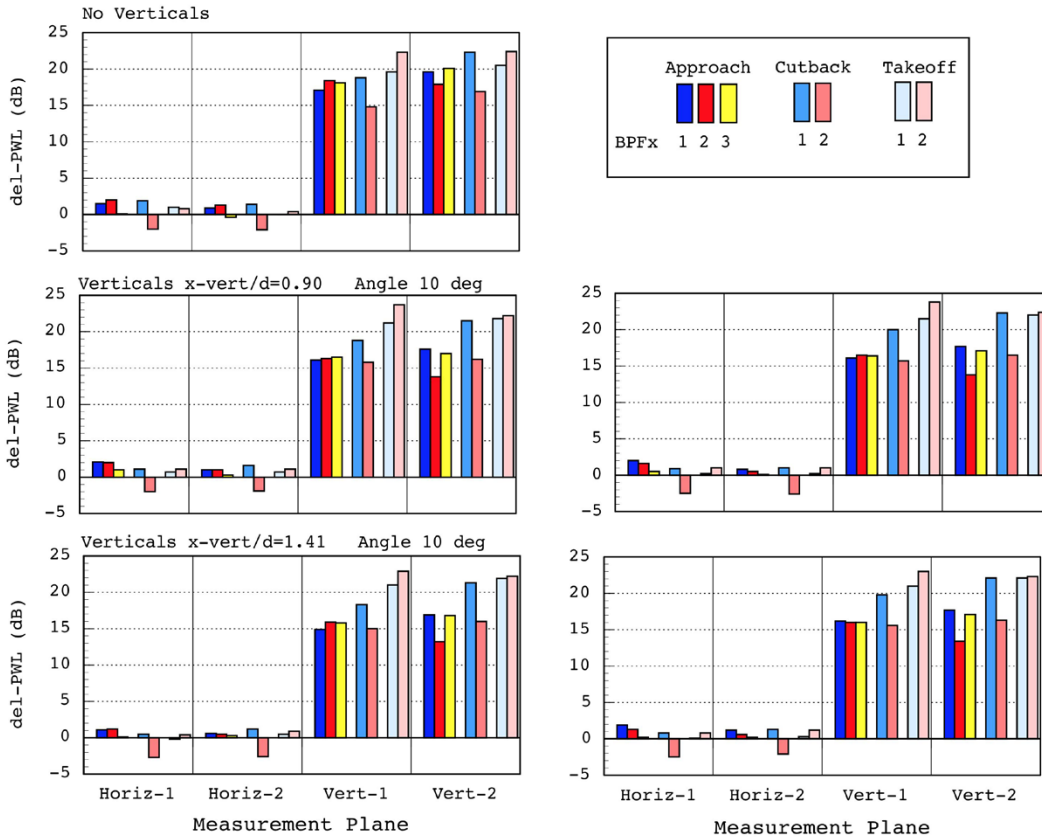 No Verticals
del-PWL (dB)
25
20
15
10
5
0
-5
Approach Cutback Takeoff
BPFx 1 2 3 1 2 1 2
Verticals x-vert/d=0.90 Angle 10 deg
del-PWL (dB)
25
20
15
10
5
0
-5
25
20
15
10
5
0
-5
Verticals x-vert/d=1.41 Angle 10 deg
del-PWL (dB)
25
20
15
10
5
0
-5
Horiz-1 Horiz-2 Vert-1 Vert-2
Measurement Plane
25
20
15
10
5
0
-5
Horiz-1 Horiz-2 Vert-1 Vert-2
Measurement Plane